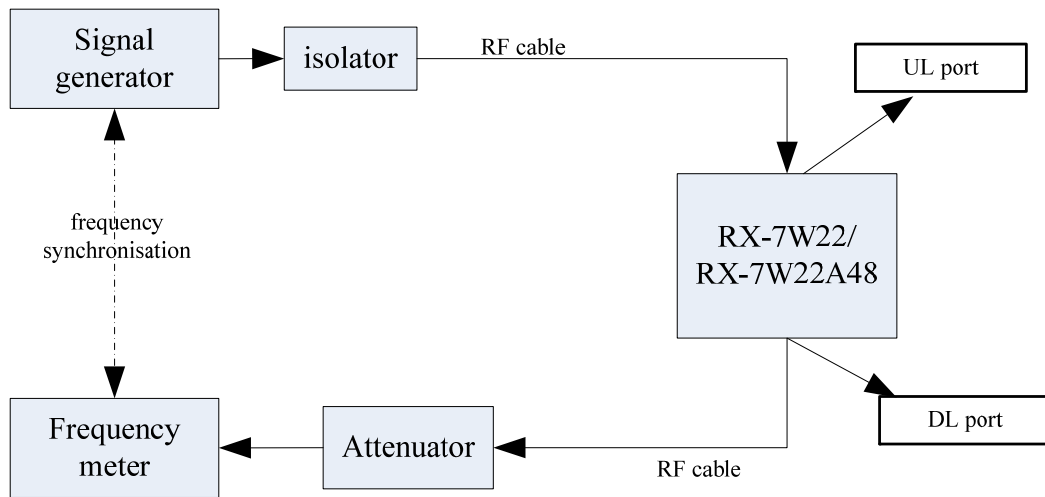 Signal
generator
isolator
RF cable
UL port
frequency
synchronisation
RX-7W22/
RX-7W22A48
Frequency
meter
Attenuator
RF cable
DL port